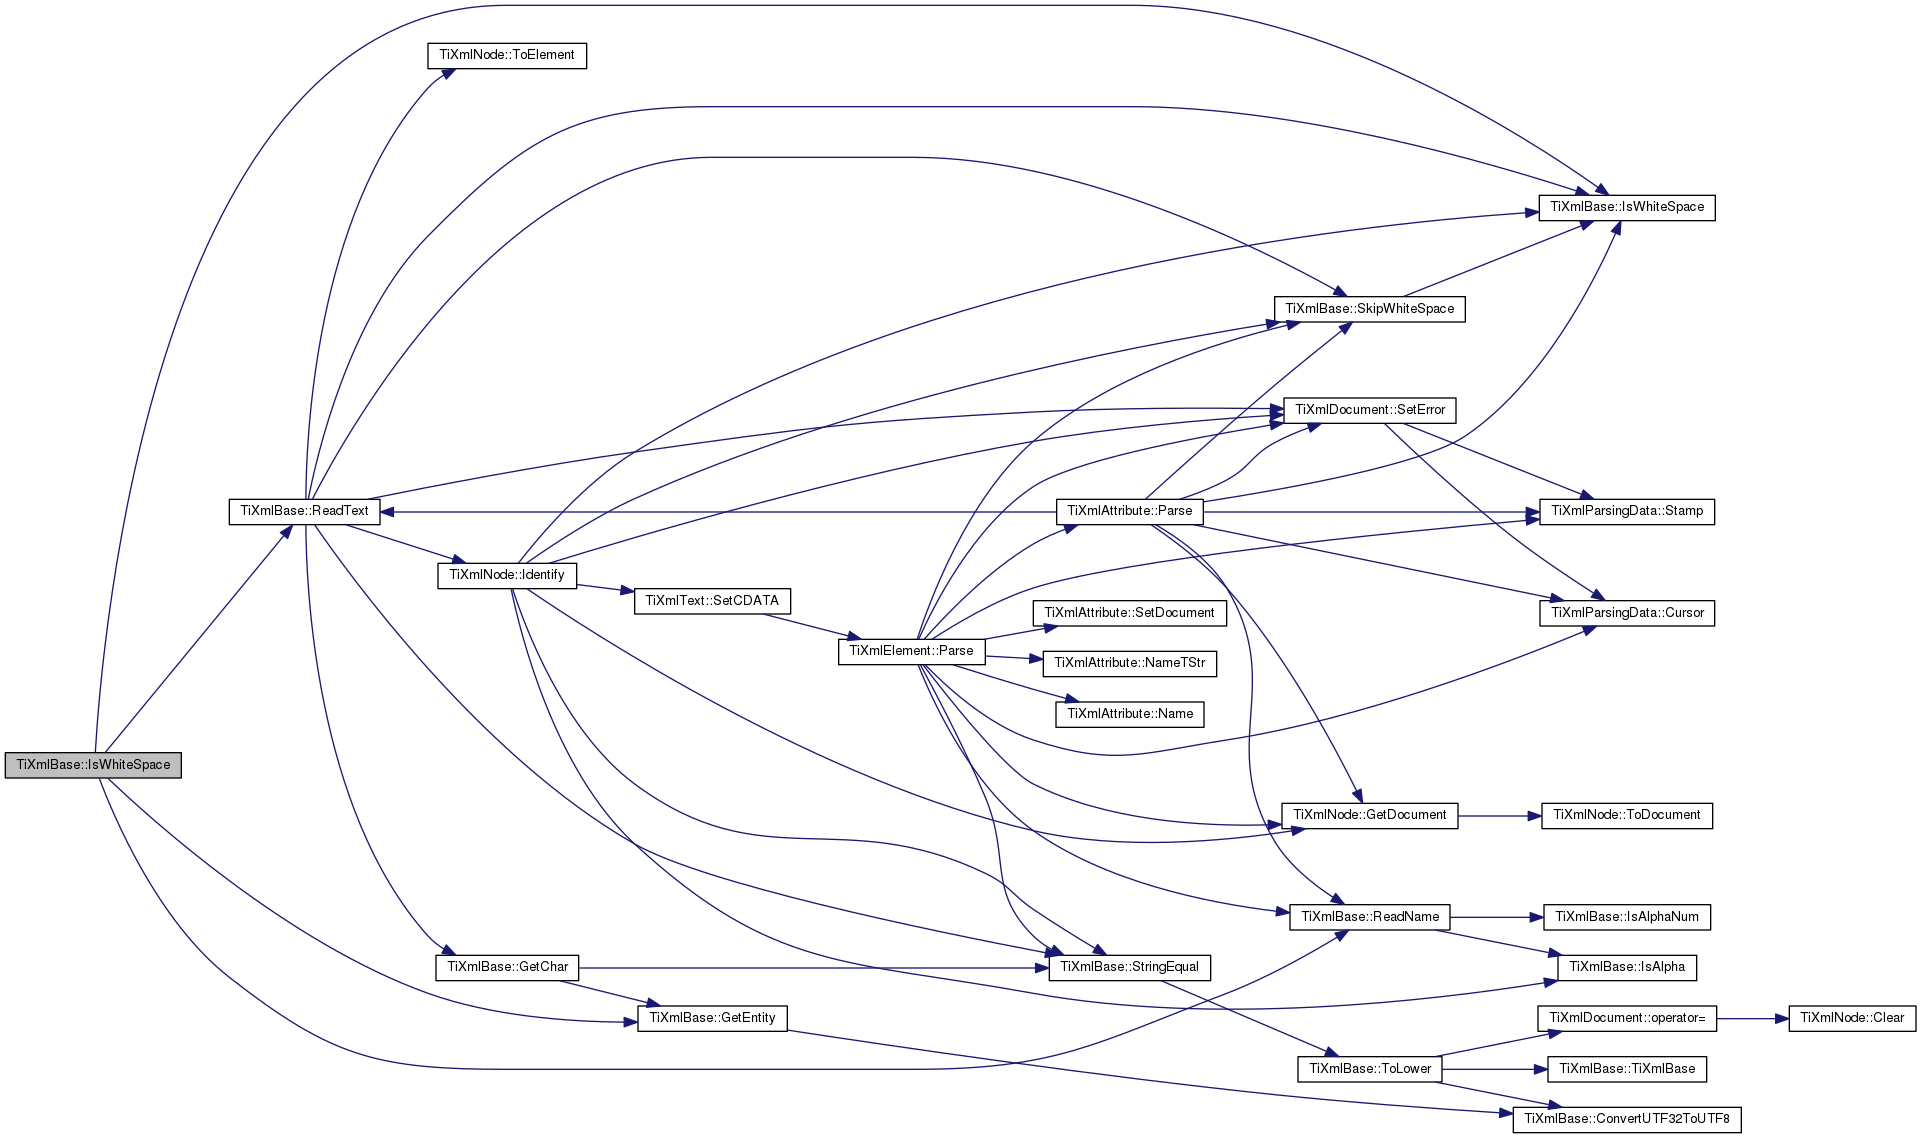 TiXmlNode::ToElement
TiXmlBase::IsWhiteSpace
TiXmlBase::SkipWhiteSpace
TiXmlDocument::SetError
TiXmlBase::ReadText
TiXmlAttribute::Parse
TiXmlParsingData::Stamp
TiXmlNode::Identify
TiXmlText::SetCDATA
TiXmlAttribute::SetDocument
TiXmlParsingData::Cursor
TiXmlElement::Parse
TiXmlAttribute::NameTStr
TiXmlAttribute::Name
TiXmlBase::IsWhiteSpace
TiXmlNode::GetDocument
TiXmlNode::ToDocument
TiXmlBase::ReadName
TiXmlBase::IsAlphaNum
TiXmlBase::GetChar
TiXmlBase::StringEqual
TiXmlBase::IsAlpha
TiXmlBase::GetEntity
TiXmlDocument::operator=
TiXmlNode::Clear
TiXmlBase::ToLower
TiXmlBase::TiXmlBase
TiXmlBase::ConvertUTF32ToUTF8